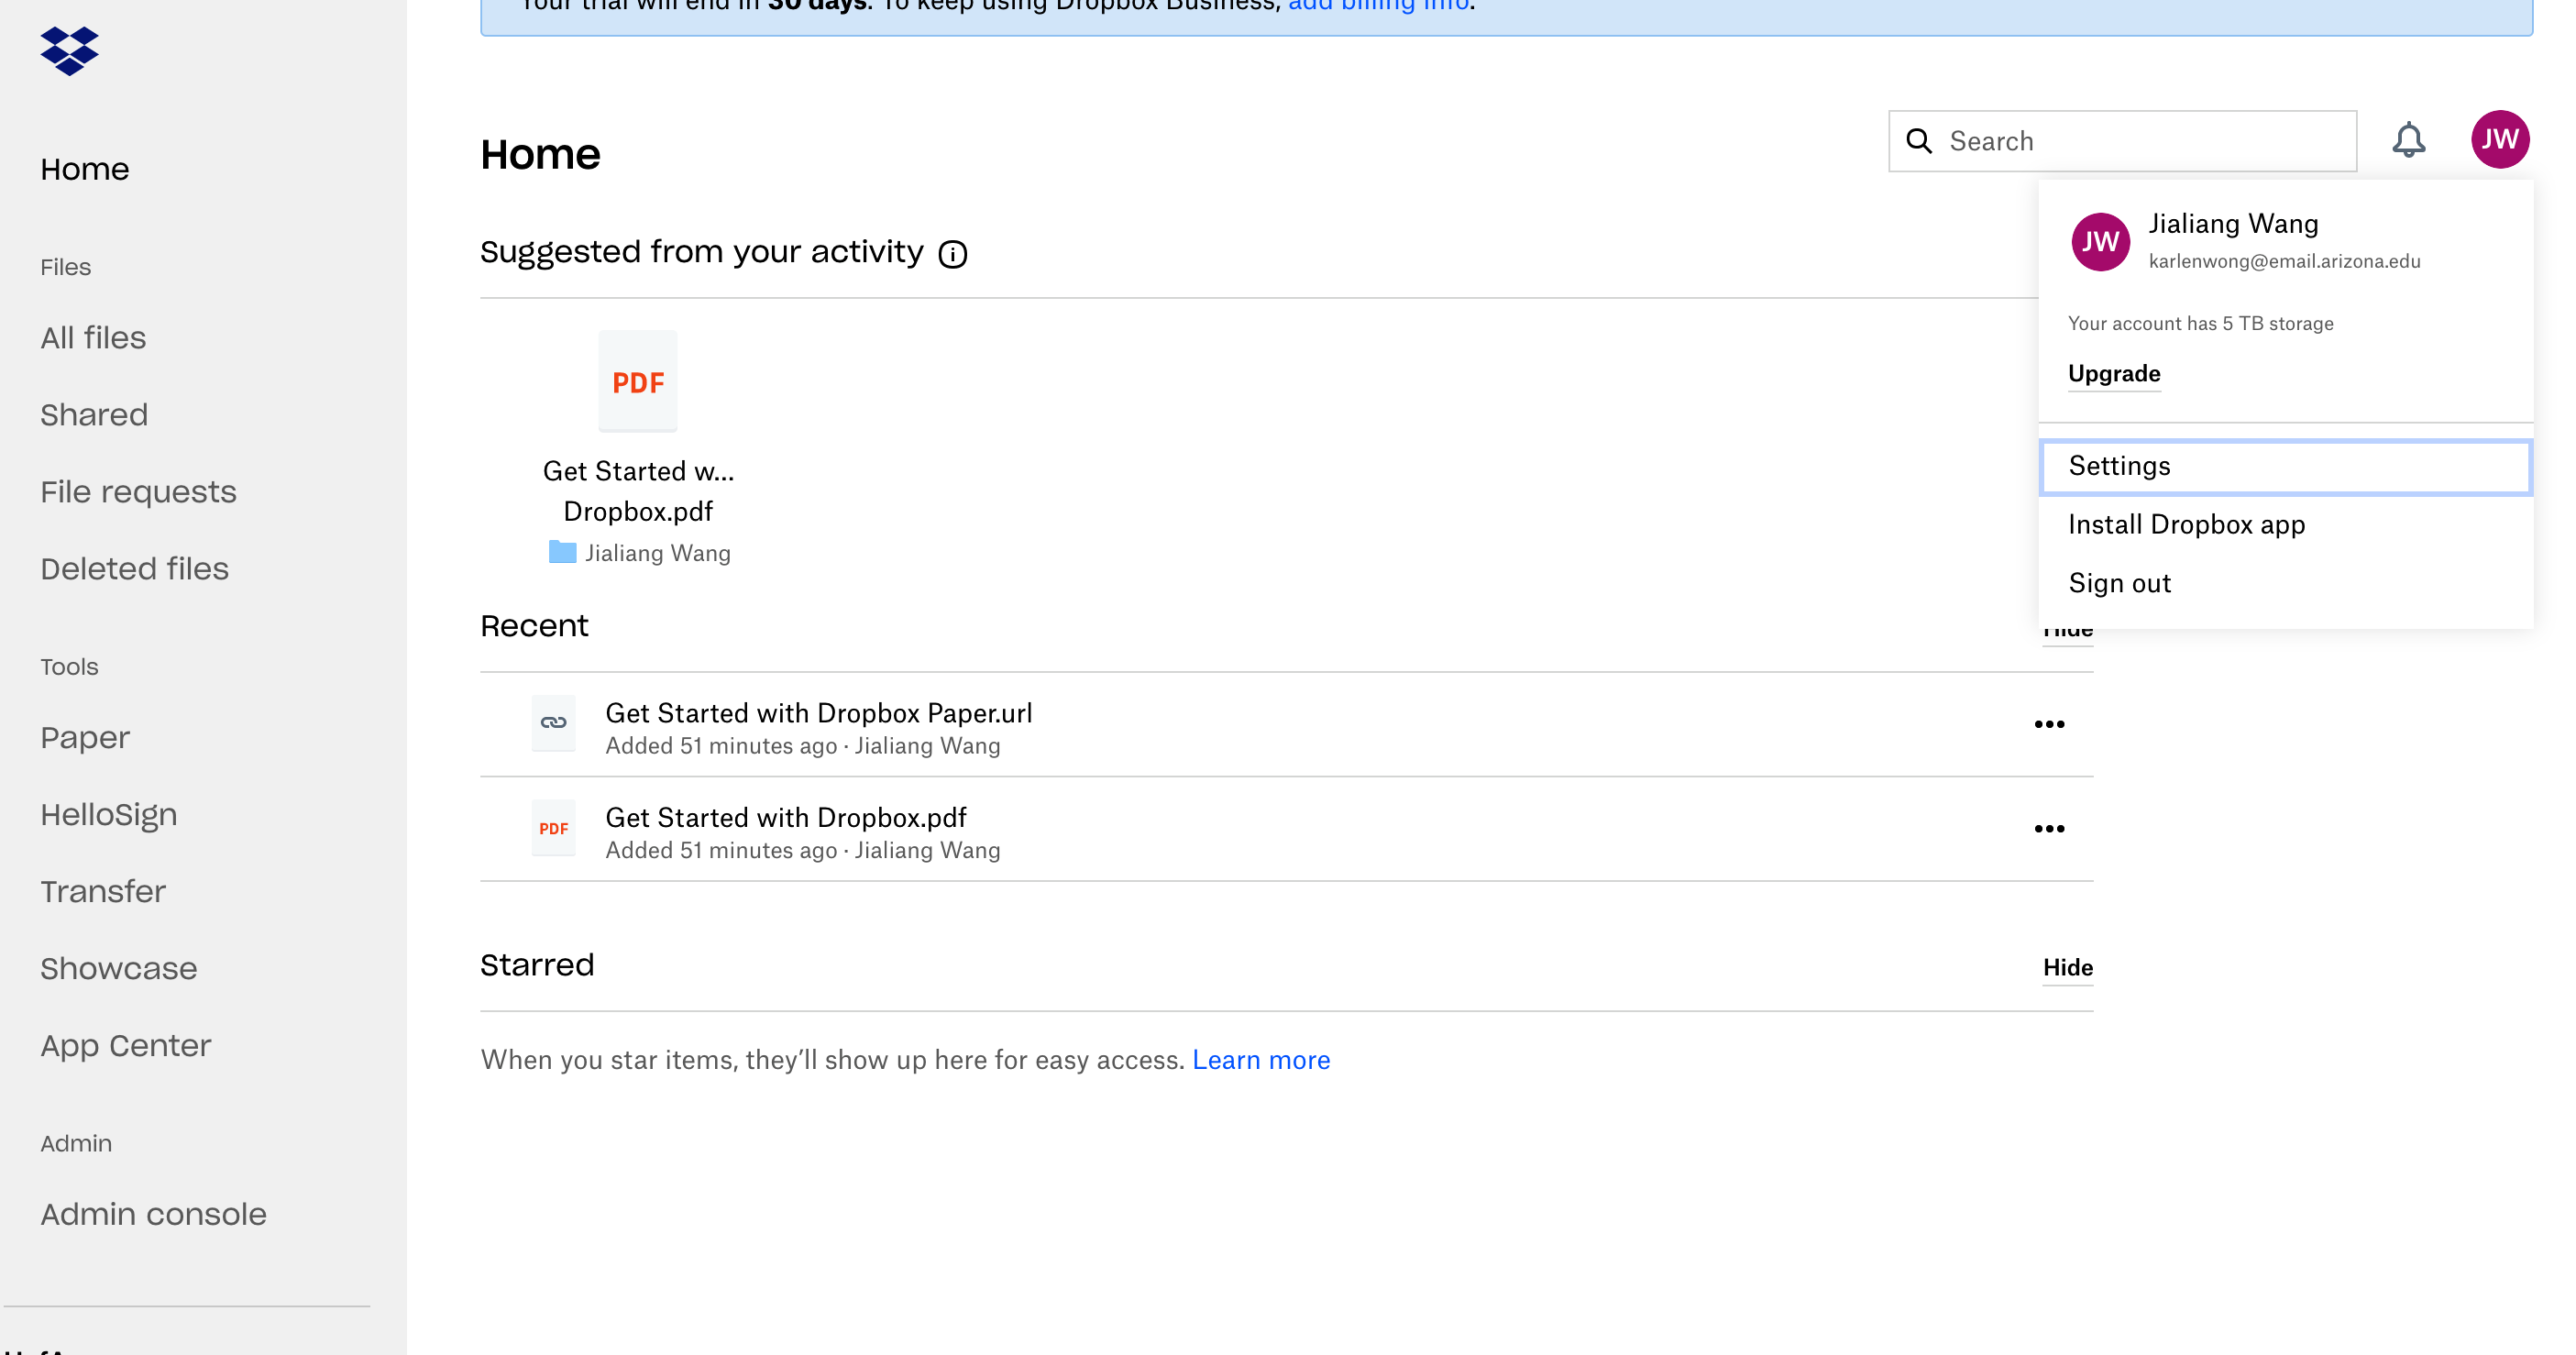 Your trial will end in 30 days. To keep using Dropbox Business, add billing info.
Home
Search
JW
Home
Files
All files
Shared
File requests
Deleted files
Tools
Paper
HelloSign
Transfer
Showcase
App Center
Admin
Admin console
Suggested from your activity
PDF
Get Started w...
Dropbox.pdf
Jialiang Wang
JW
Jialiang Wang
karlenwong@email.arizona.edu
Your account has 5 TB storage
Upgrade
Settings
Install Dropbox app
Sign out
Recent
Hide
Get Started with Dropbox Paper.url
Added 51 minutes ago · Jialiang Wang
PDF
Get Started with Dropbox.pdf
Added 51 minutes ago · Jialiang Wang
Starred
Hide
When you star items, they’ll show up here for easy access. Learn more